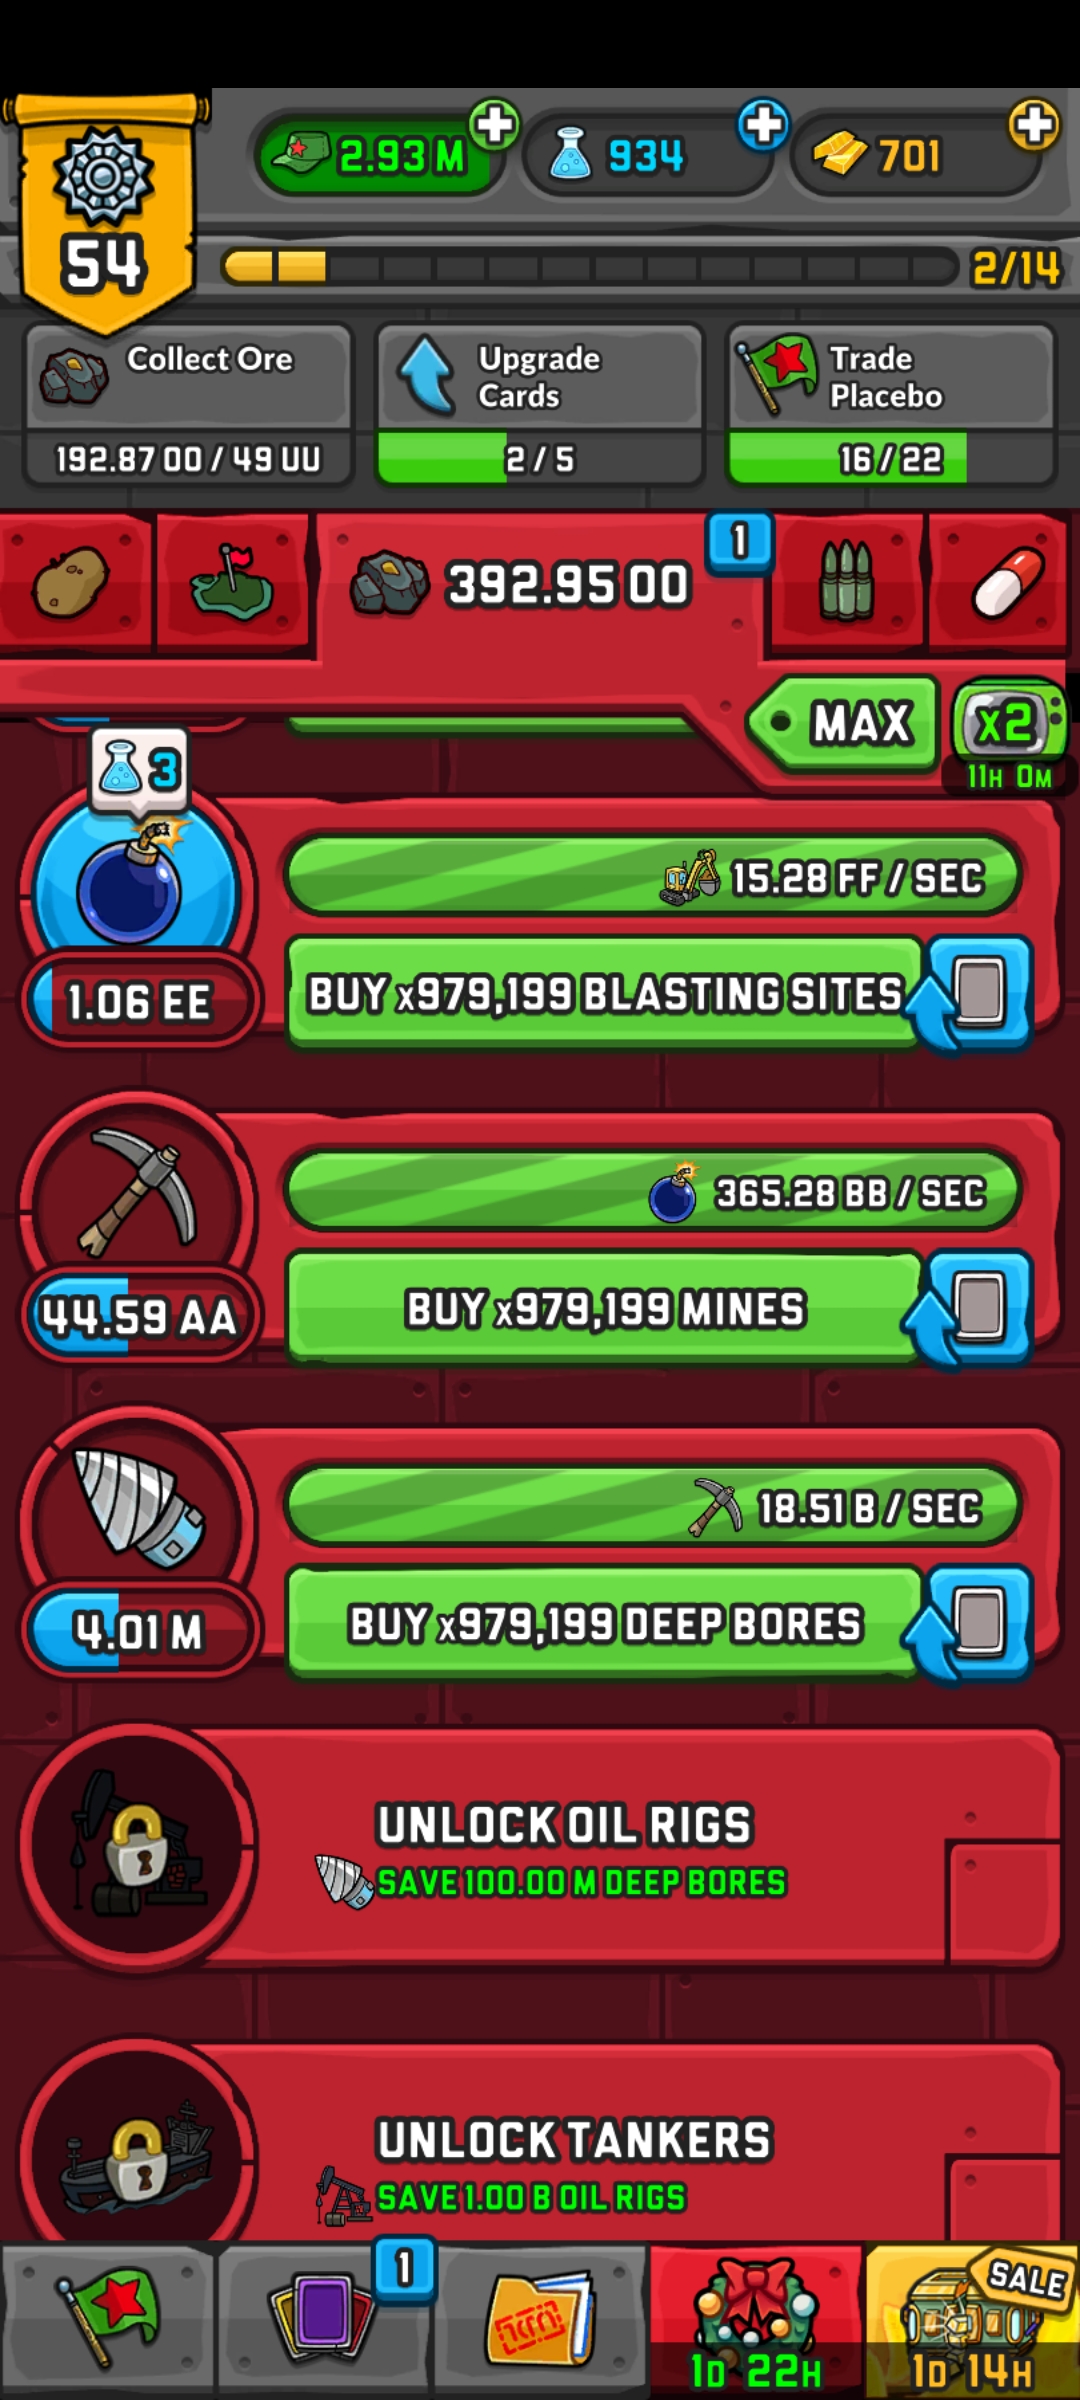 2.93 M
934
701
54
2/14
Collect Ore
192.87 OO / 49 UU
Upgrade
Cards
2 / 5
Trade
Placebo
16 / 22
392.95 OO
1
MAX
x2
11H 0M
3
15.28 FF / SEC
1.06 EE
BUY x979,199 BLASTING SITES
365.28 BB / SEC
44.59 AA
BUY x979,199 MINES
18.51 B / SEC
4.01 M
BUY x979,199 DEEP BORES
UNLOCK OIL RIGS
SAVE 100.00 M DEEP BORES
UNLOCK TANKERS
SAVE 1.00 B OIL RIGS
1
SALE
1D 22H
1D 14H